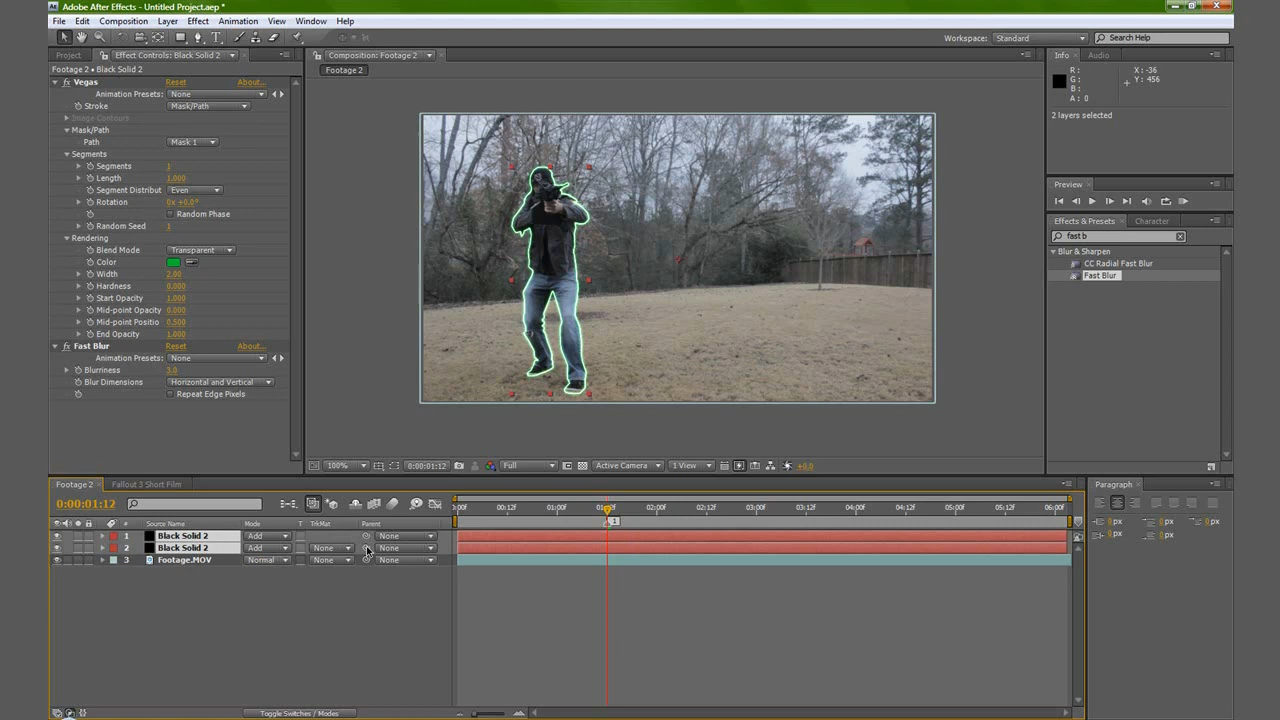 Adobe After Effects - Untitled Project.aep *
File Edit Composition Layer Effect Animation View Window Help
Workspace: Standard Search Help
Project Effect Controls: Black Solid 2 Composition: Footage 2 Info Audio
Footage 2 • Black Solid 2 Footage 2
fx Vegas Reset About...
Animation Presets: None
Stroke Mask/Path
Image Contours
Mask/Path
Path Mask 1
Segments
Segments 1
Length 1.000
Segment Distribut Even
Rotation 0x +0.0°
Random Phase
Random Seed 1
Rendering
Blend Mode Transparent
Color
Width 2.00
Hardness 0.000
Start Opacity 1.000
Mid-point Opacity 0.000
Mid-point Positio 0.500
End Opacity 1.000
fx Fast Blur Reset About...
Animation Presets: None
Blurriness 3.0
Blur Dimensions Horizontal and Vertical
Repeat Edge Pixels
R :
G :
B :
A : 0
X : -36
Y : 456
2 layers selected
Preview
Effects & Presets Character
fast b
Blur & Sharpen
CC Radial Fast Blur
Fast Blur
100% 0:00:01:12 Full Active Camera 1 View +0.0
Footage 2 Fallout 3 Short Film
Paragraph
0:00:01:12
:00f 00:12f 01:00f 02:00f 02:12f 03:00f 03:12f 04:00f 04:12f 05:00f 05:12f 06:00f
1
# Source Name Mode T TrkMat Parent
1 Black Solid 2 Add None
2 Black Solid 2 Add None None
3 Footage.MOV Normal None None
0 px 0 px 0 px
0 px 0 px
Toggle Switches / Modes